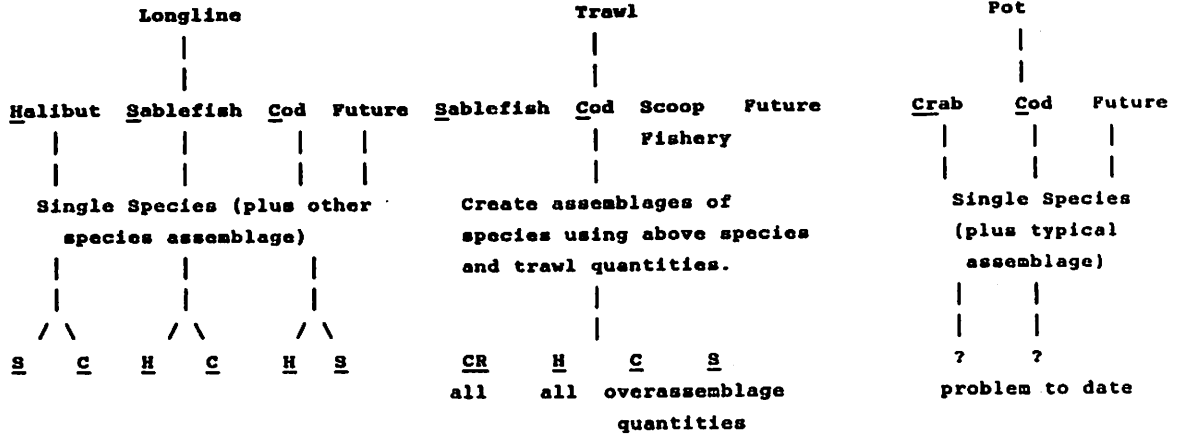 Longline Trawl Pot
Halibut Sablefish Cod Future Sablefish Cod Scoop Future Crab Cod Future
Fishery
Single Species (plus other Create assemblages of Single Species
species assemblage) species using above species (plus typical
and trawl quantities. assemblage)
S C H C H S CR H C S ? ?
all all overassemblage problem to date
quantities